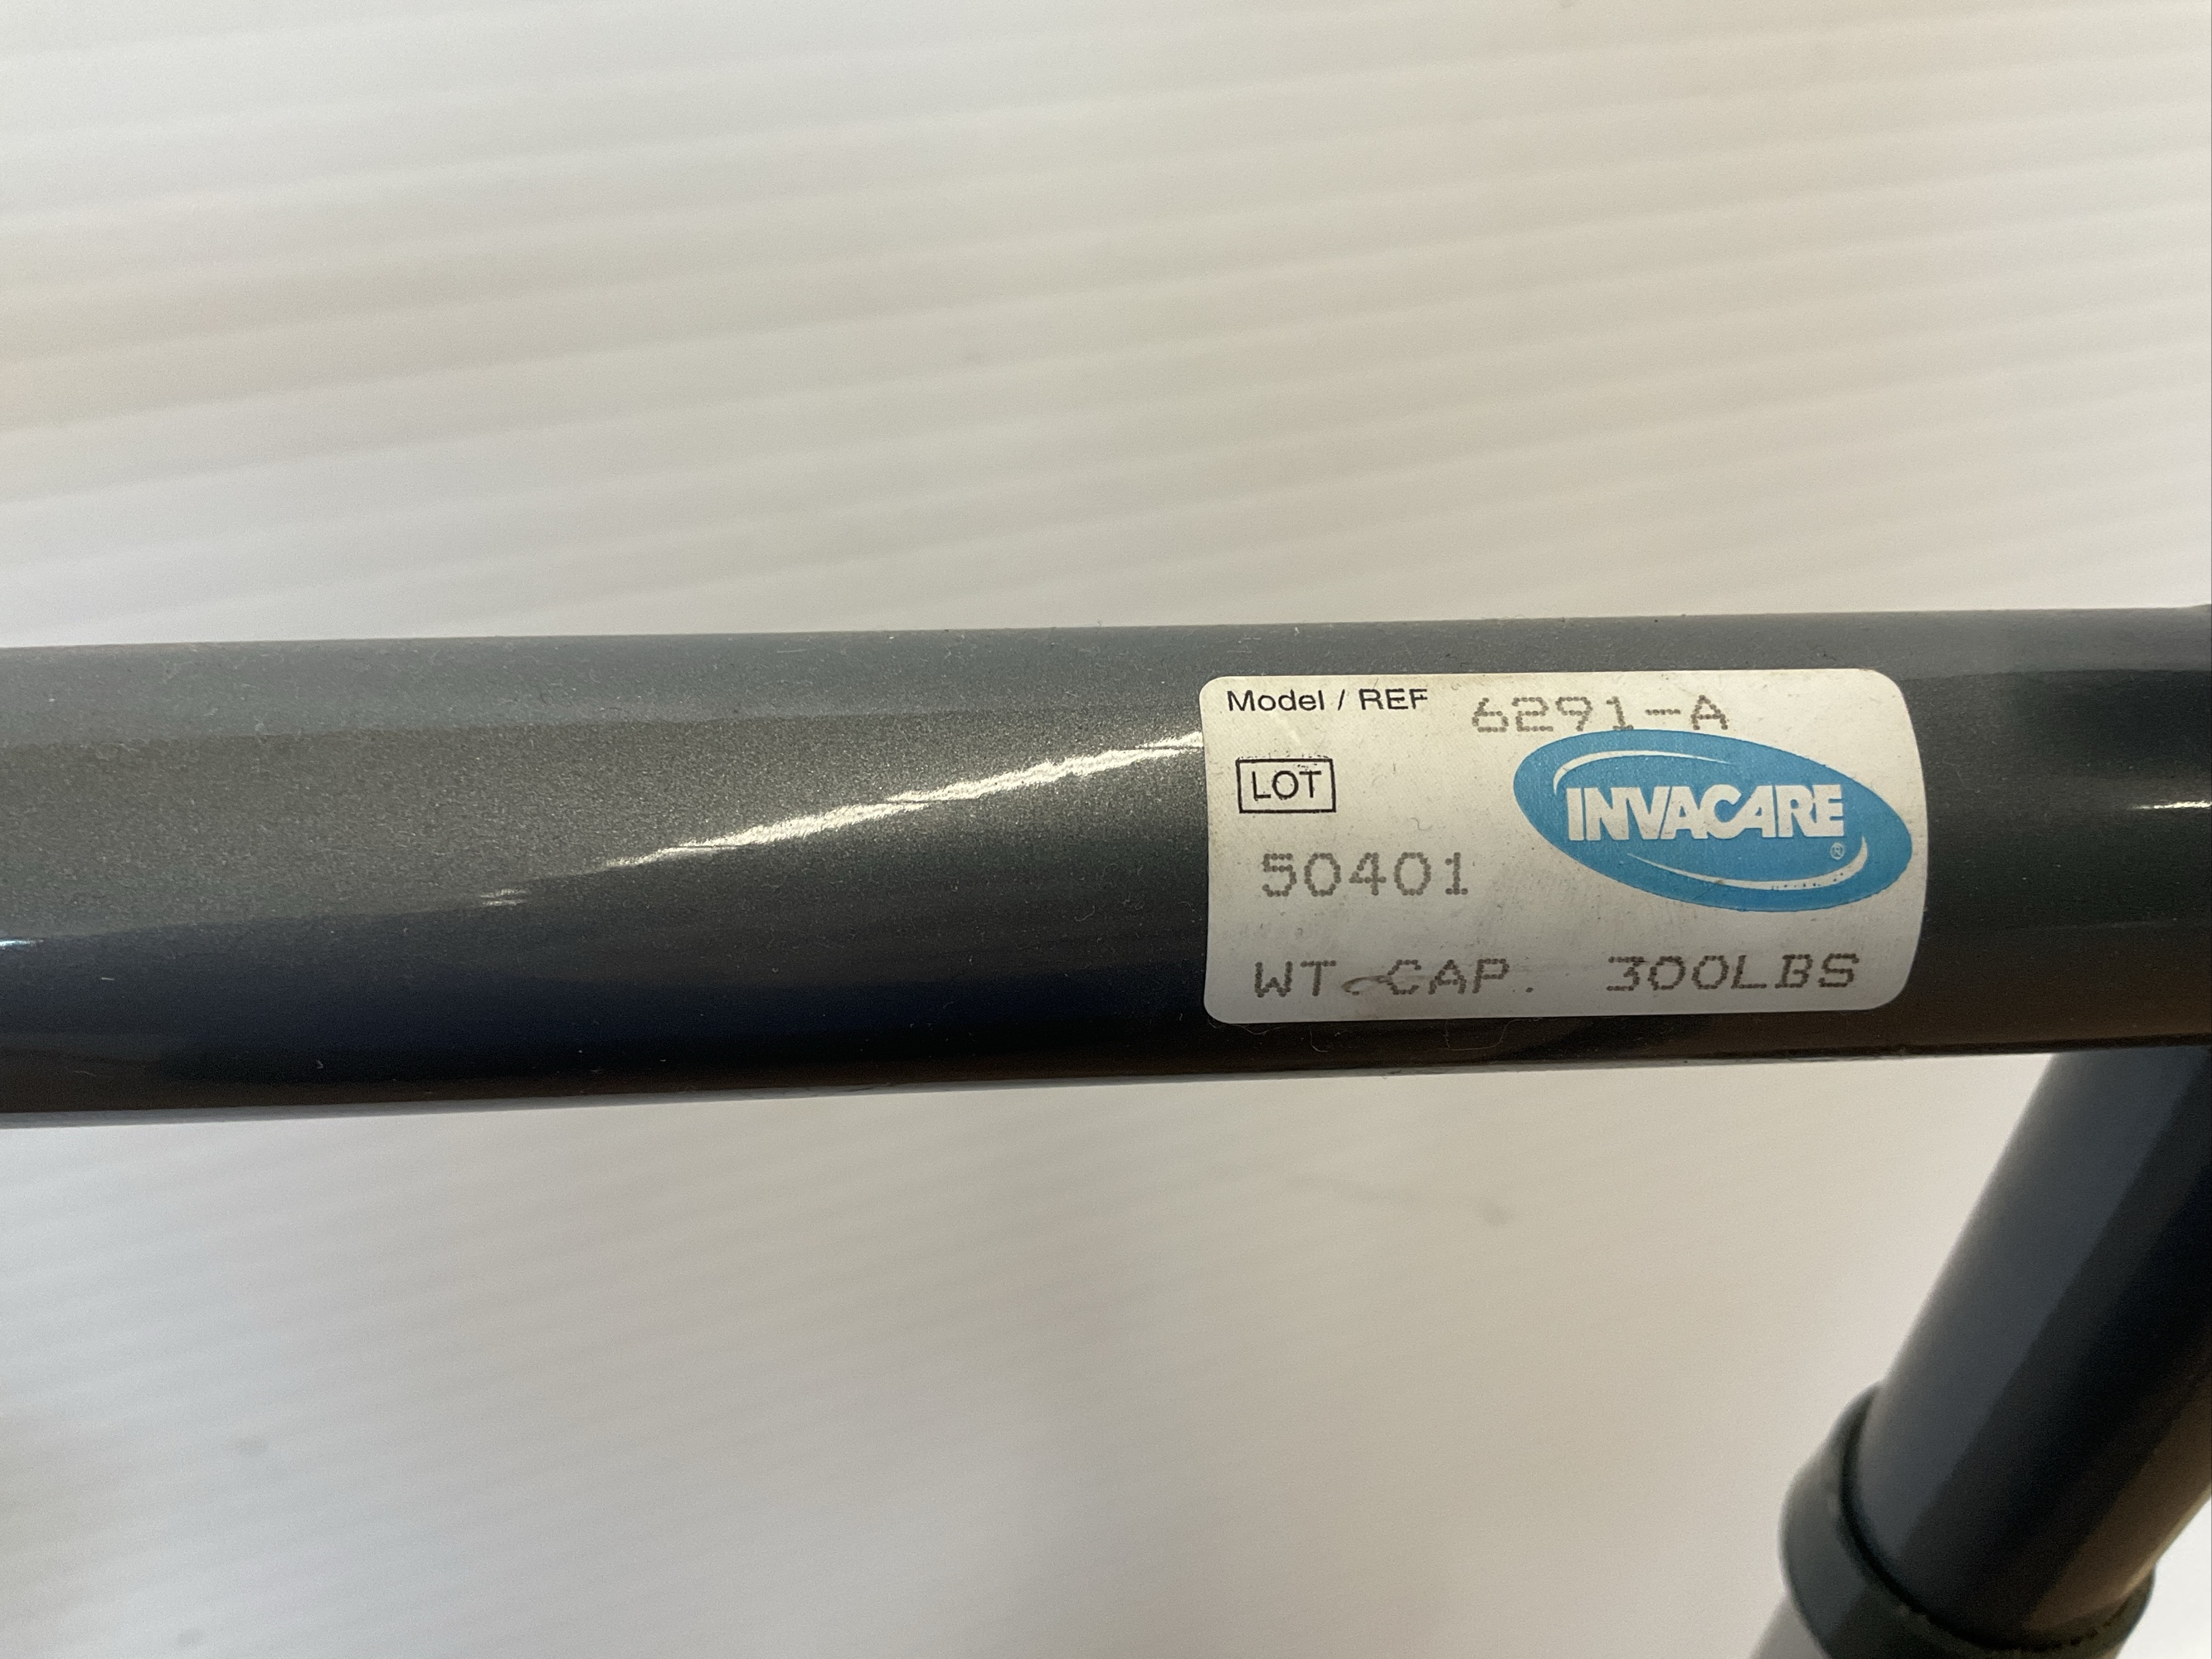 Model / REF 6291-A
LOT
INVACARE ®
50401
WT. CAP. 300LBS